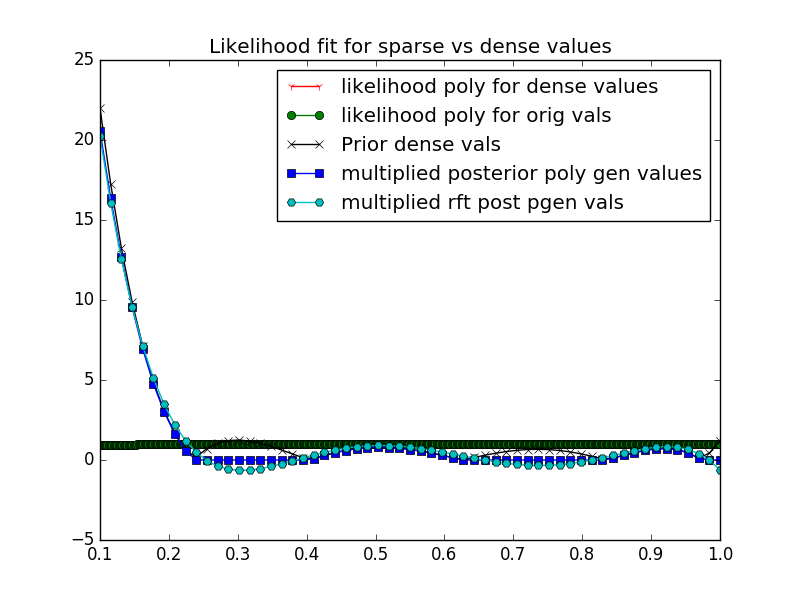 Likelihood fit for sparse vs dense values
25
likelihood poly for dense values
likelihood poly for orig vals
20
Prior dense vals
multiplied posterior poly gen values
multiplied rft post pgen vals
15
10
5
0
−5
0.1 0.2 0.3 0.4 0.5 0.6 0.7 0.8 0.9 1.0